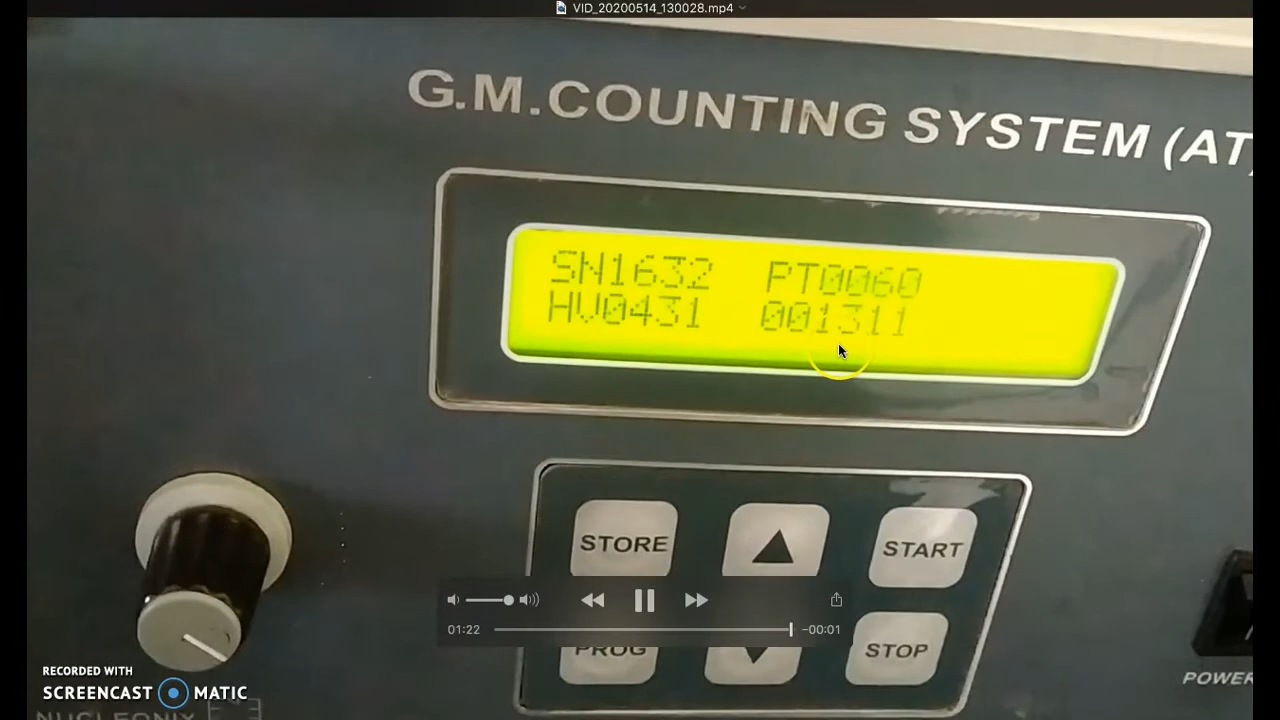 VID_20200514_130028.mp4
G.M.COUNTING SYSTEM (AT
SN1632 PT0060
HV0431 001311
STORE
START
01:22
−00:01
PROG
STOP
POWER
RECORDED WITH
SCREENCAST MATIC
NUCLEONIX